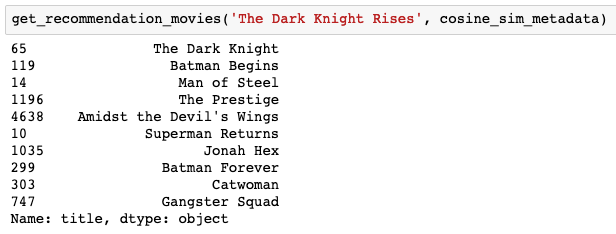 get_recommendation_movies('The Dark Knight Rises', cosine_sim_metadata)
65 The Dark Knight
119 Batman Begins
14 Man of Steel
1196 The Prestige
4638 Amidst the Devil's Wings
10 Superman Returns
1035 Jonah Hex
299 Batman Forever
303 Catwoman
747 Gangster Squad
Name: title, dtype: object